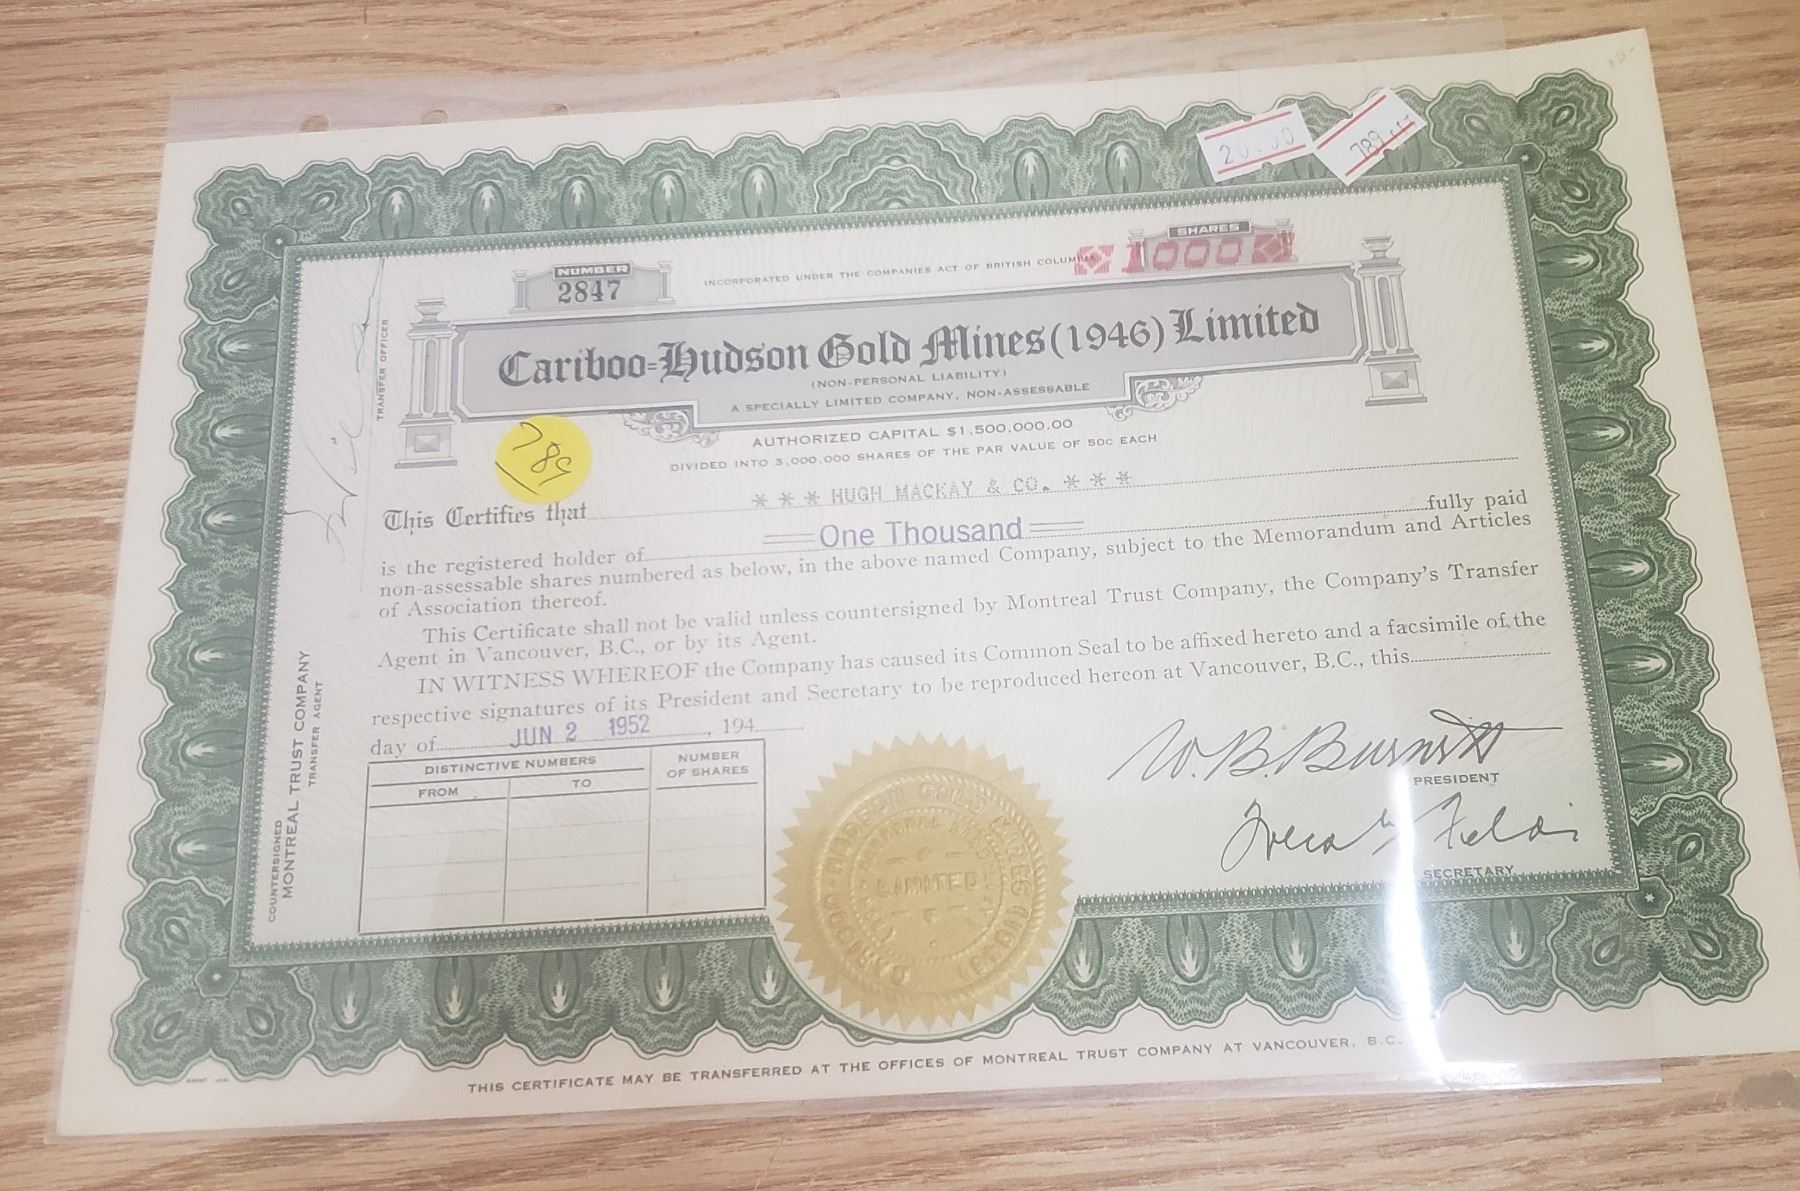 20.00
789
NUMBER
2847
INCORPORATED UNDER THE COMPANIES ACT OF BRITISH COLUMBIA
SHARES
1000
Cariboo-Hudson Gold Mines (1946) Limited
(NON-PERSONAL LIABILITY)
A SPECIALLY LIMITED COMPANY, NON-ASSESSABLE
AUTHORIZED CAPITAL $1,500,000.00
DIVIDED INTO 3,000,000 SHARES OF THE PAR VALUE OF 50c EACH
789
This Certifies that * * * HUGH MACKAY & CO. * * *
is the registered holder of One Thousand fully paid
non-assessable shares numbered as below, in the above named Company, subject to the Memorandum and Articles
of Association thereof.
This Certificate shall not be valid unless countersigned by Montreal Trust Company, the Company's Transfer
Agent in Vancouver, B.C., or by its Agent.
IN WITNESS WHEREOF the Company has caused its Common Seal to be affixed hereto and a facsimile of the
respective signatures of its President and Secretary to be reproduced hereon at Vancouver, B.C., this
day of JUN 2 1952, 194
DISTINCTIVE NUMBERS
NUMBER OF SHARES
FROM
TO
W. B. Burnett
PRESIDENT
SECRETARY
CARIBOO-HUDSON GOLD MINES (1946)
LIMITED
COUNTERSIGNED
MONTREAL TRUST COMPANY
TRANSFER AGENT
TRANSFER OFFICER
THIS CERTIFICATE MAY BE TRANSFERRED AT THE OFFICES OF MONTREAL TRUST COMPANY AT VANCOUVER, B.C.